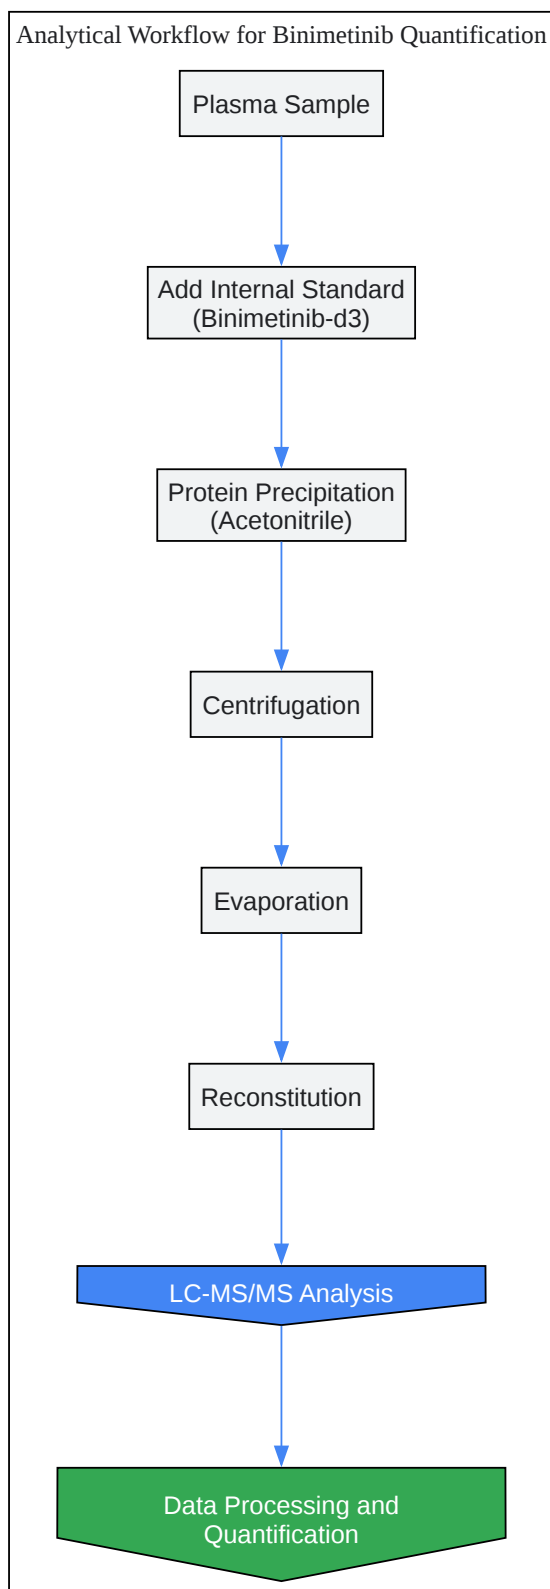 Analytical Workflow for Binimetinib Quantification
Plasma Sample
Add Internal Standard
(Binimetinib-d3)
Protein Precipitation
(Acetonitrile)
Centrifugation
Evaporation
Reconstitution
LC-MS/MS Analysis
Data Processing and
Quantification